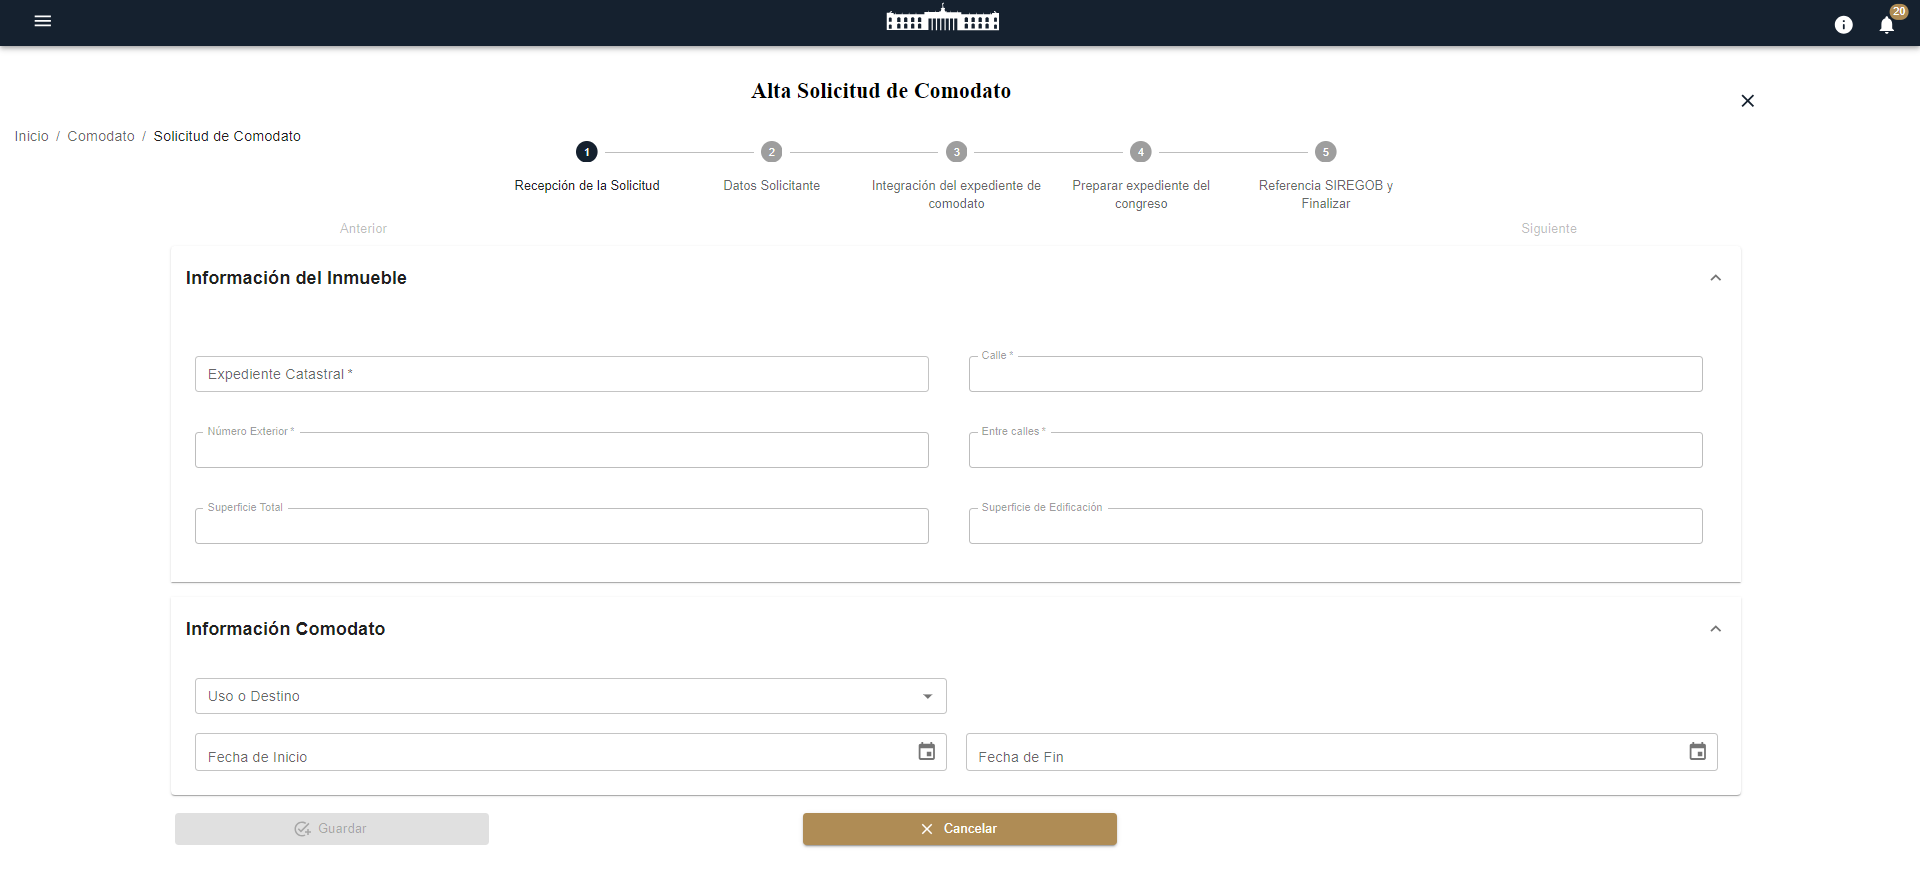 20
Alta Solicitud de Comodato
Inicio / Comodato / Solicitud de Comodato
1 2 3 4 5
Recepción de la Solicitud
Datos Solicitante
Integración del expediente de
comodato
Preparar expediente del
congreso
Referencia SIREGOB y
Finalizar
Anterior
Siguiente
Información del Inmueble
Expediente Catastral *
Calle *
Número Exterior *
Entre calles *
Superficie Total
Superficie de Edificación
Información Comodato
Uso o Destino
Fecha de Inicio
Fecha de Fin
Guardar
Cancelar